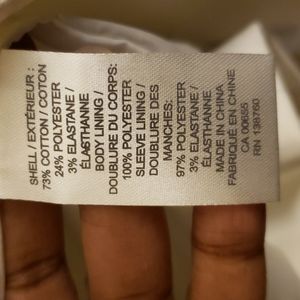 SHELL / EXTÉRIEUR :
73% COTTON / COTON
24% POLYESTER
3% ELASTANE /
ÉLASTHANNE
BODY LINING /
DOUBLURE DU CORPS:
100% POLYESTER
SLEEVE LINING /
DOUBLURE DES
MANCHES:
97% POLYESTER
3% ELASTANE /
ÉLASTHANNE
MADE IN CHINA
FABRIQUÉ EN CHINE
CA 00655
RN 138760